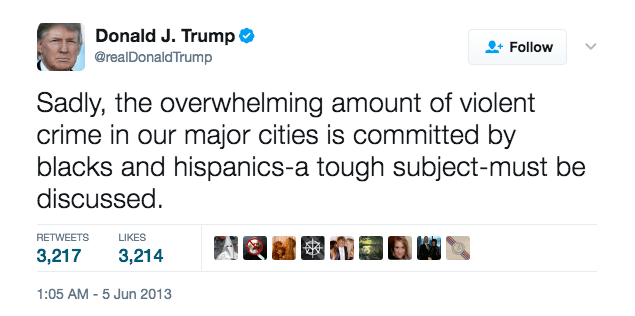 Donald J. Trump
@realDonaldTrump
Follow
Sadly, the overwhelming amount of violent
crime in our major cities is committed by
blacks and hispanics-a tough subject-must be
discussed.
RETWEETS LIKES
3,217 3,214
1:05 AM - 5 Jun 2013